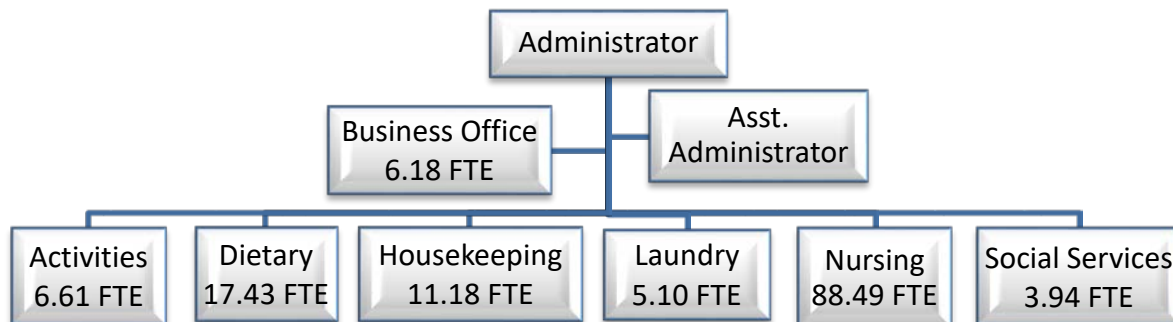 Administrator
Business Office
6.18 FTE
Asst.
Administrator
Activities
6.61 FTE
Dietary
17.43 FTE
Housekeeping
11.18 FTE
Laundry
5.10 FTE
Nursing
88.49 FTE
Social Services
3.94 FTE